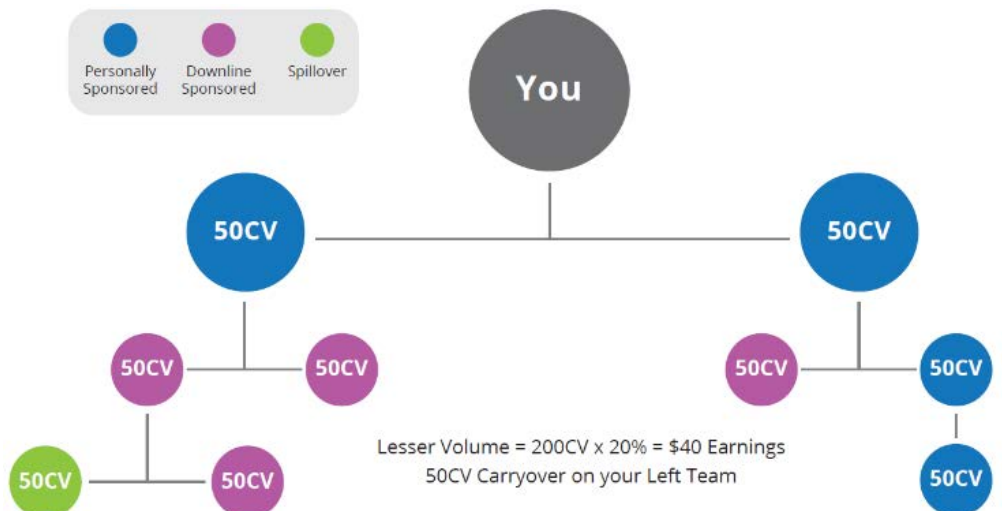 Personally
Sponsored
Downline
Sponsored
Spillover
You
50CV
50CV
50CV
50CV
50CV
50CV
50CV
50CV
50CV
Lesser Volume = 200CV x 20% = $40 Earnings
50CV Carryover on your Left Team